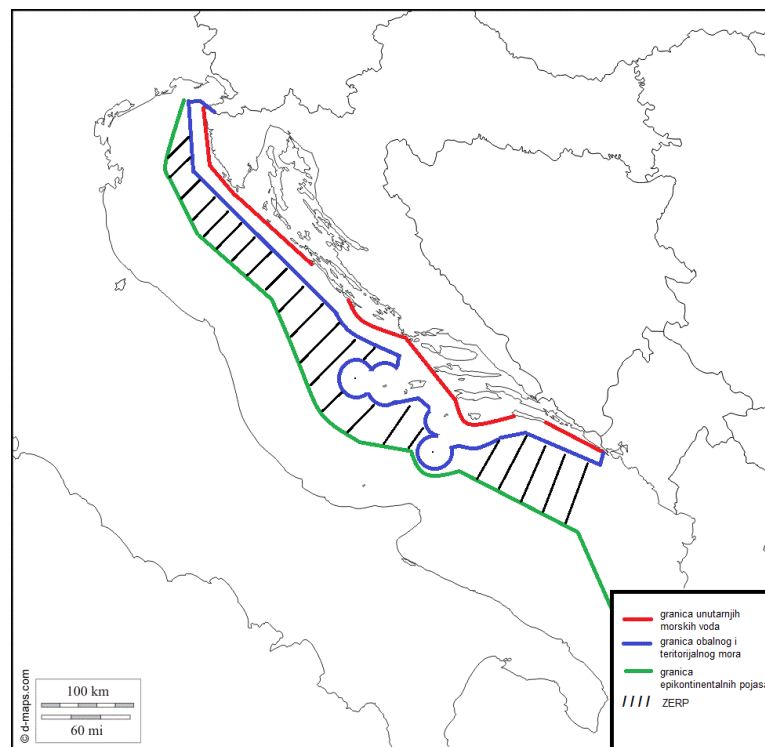 granica unutarnjih
morskih voda
granica obalnog i
teritorijalnog mora
granica
epikontinentalnih pojasa
ZERP
100 km
60 mi
© d-maps.com